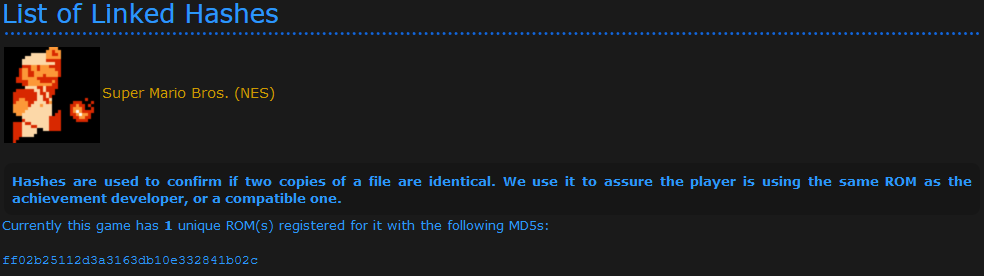 List of Linked Hashes
Super Mario Bros. (NES)
Hashes are used to confirm if two copies of a file are identical. We use it to assure the player is using the same ROM as the
achievement developer, or a compatible one.
Currently this game has 1 unique ROM(s) registered for it with the following MD5s:
ff02b25112d3a3163db10e332841b02c